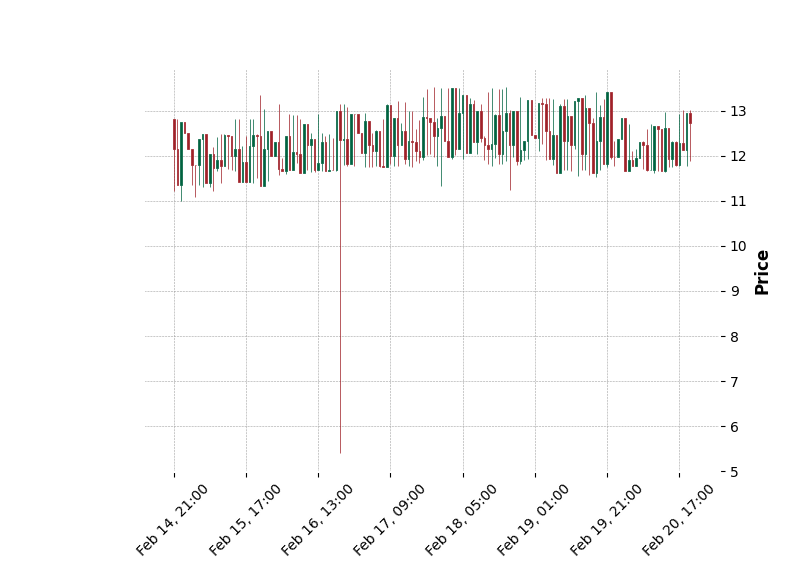 13
12
11
10
9
8
7
6
5
Price
Feb 14, 21:00
Feb 15, 17:00
Feb 16, 13:00
Feb 17, 09:00
Feb 18, 05:00
Feb 19, 01:00
Feb 19, 21:00
Feb 20, 17:00